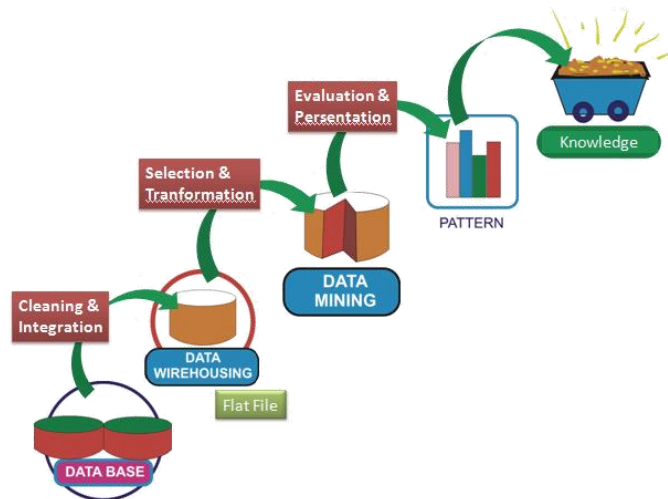 Evaluation &
Persentation
Knowledge
Selection &
Tranformation
PATTERN
DATA
MINING
Cleaning &
Integration
DATA
WIREHOUSING
Flat File
DATA BASE